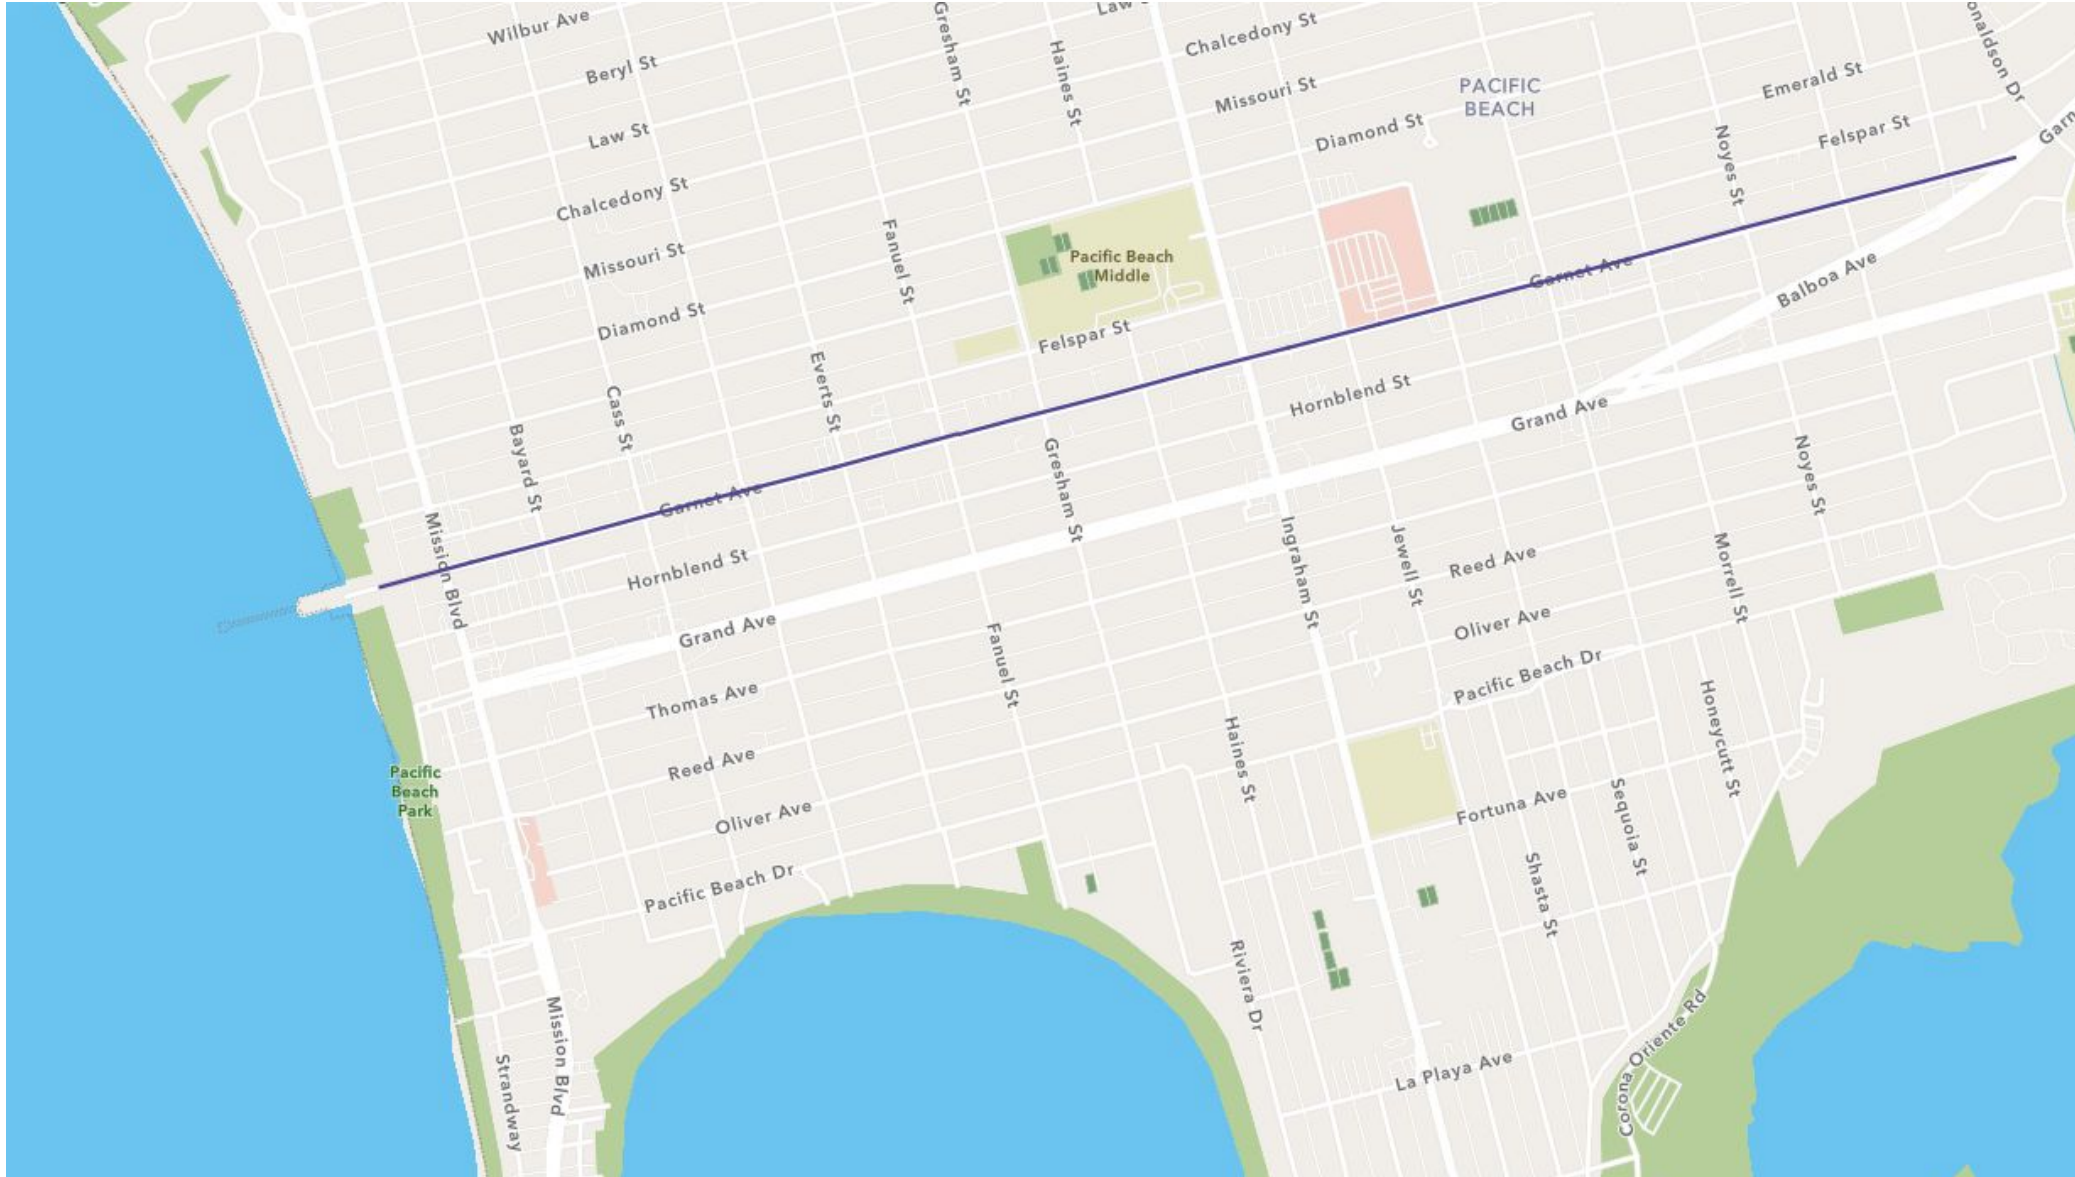 Wilbur Ave
Beryl St
Law St
Chalcedony St
Missouri St
Diamond St
Gresham St
Haines St
Law
Chalcedony St
Missouri St
Diamond St
PACIFIC
BEACH
Emerald St
Felspar St
Noyes St
Garn
Fanuel St
Pacific Beach
Middle
Felspar St
Garnet Ave
Balboa Ave
Everts St
Cass St
Bayard St
Hornblend St
Grand Ave
Garnet Ave
Gresham St
Noyes St
Mission Blvd
Hornblend St
Ingraham St
Jewell St
Reed Ave
Morrell St
Grand Ave
Oliver Ave
Fanuel St
Pacific Beach Dr
Thomas Ave
Honeycutt St
Haines St
Reed Ave
Pacific
Beach
Park
Oliver Ave
Fortuna Ave
Sequoia St
Pacific Beach Dr
Shasta St
Riviera Dr
Mission Blvd
Strandway
La Playa Ave
Corona Oriente Rd